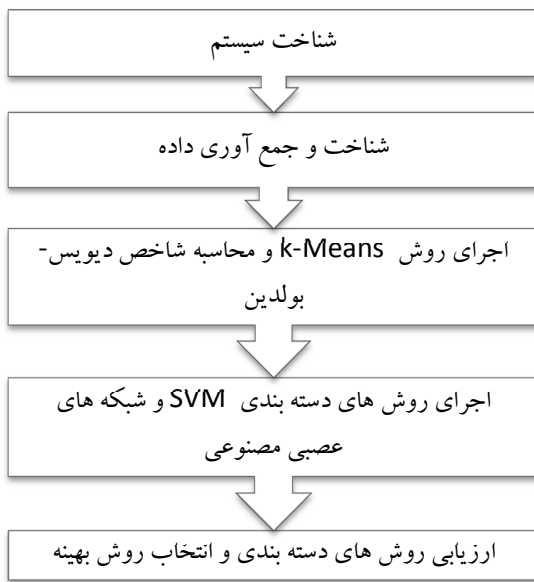 شناخت سیستم
شناخت و جمع آوری داده
اجرای روش k-Means و محاسبه شاخص دیویس-
بولدین
اجرای روش های دسته بندی SVM و شبکه های
عصبی مصنوعی
ارزیابی روش های دسته بندی و انتخاب روش بهینه